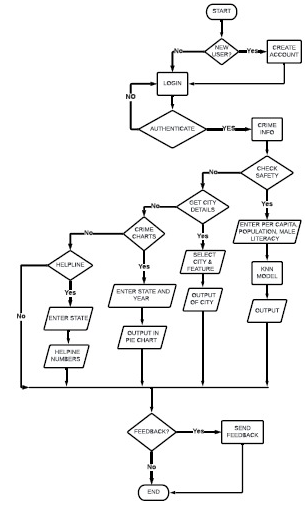 START
NEW
USER?
No
Yes
CREATE
ACCOUNT
LOGIN
NO
AUTHENTICATE
YES
CRIME
INFO
CHECK
SAFETY
No
Yes
GET CITY
DETAILS
No
Yes
ENTER PER CAPITA,
POPULATION, MALE
LITERACY
CRIME
CHARTS
No
Yes
SELECT
CITY &
FEATURE
KNN
MODEL
HELPLINE
No
Yes
ENTER STATE AND
YEAR
OUTPUT
OF CITY
OUTPUT
ENTER STATE
OUTPUT IN
PIE CHART
HELPINE
NUMBERS
FEEDBACK?
Yes
SEND
FEEDBACK
No
END